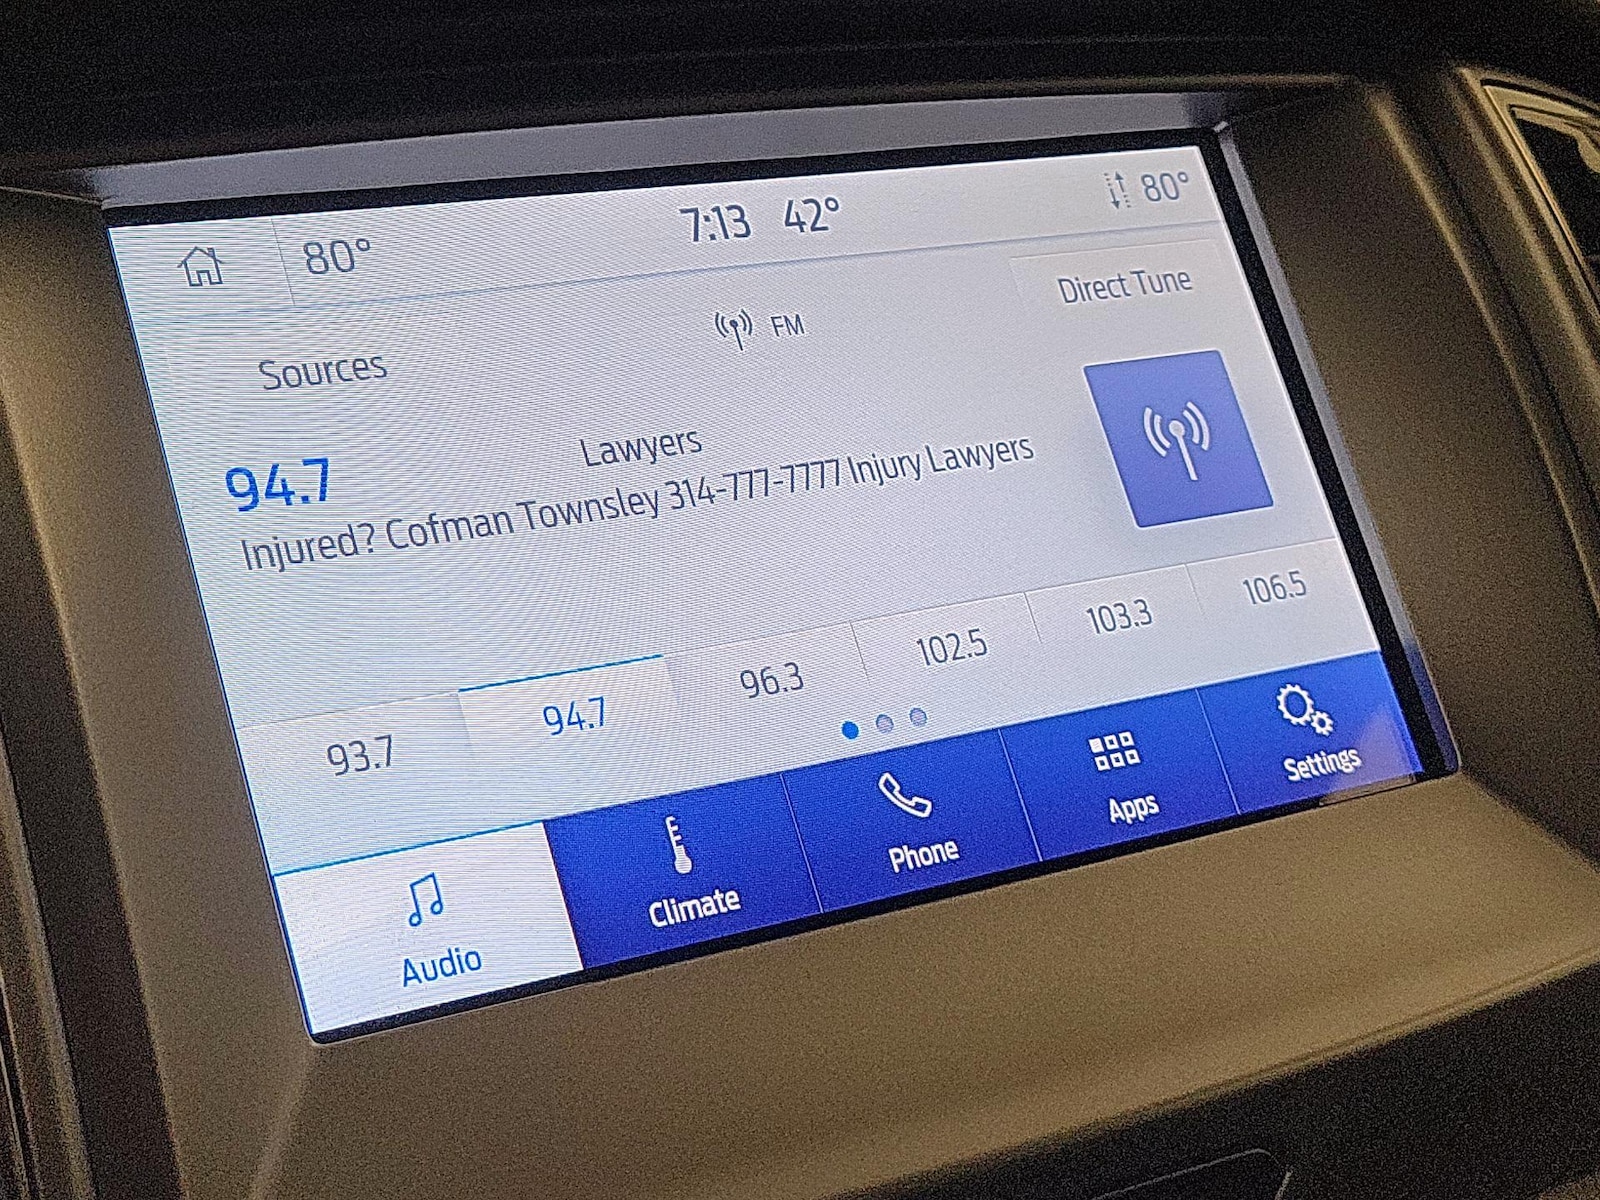 80° 7:13 42° 80°
FM Direct Tune
Sources
94.7 Lawyers
Injured? Cofman Townsley 314-777-7777 Injury Lawyers
93.7 94.7 96.3 102.5 103.3 106.5
Audio Climate Phone Apps Settings